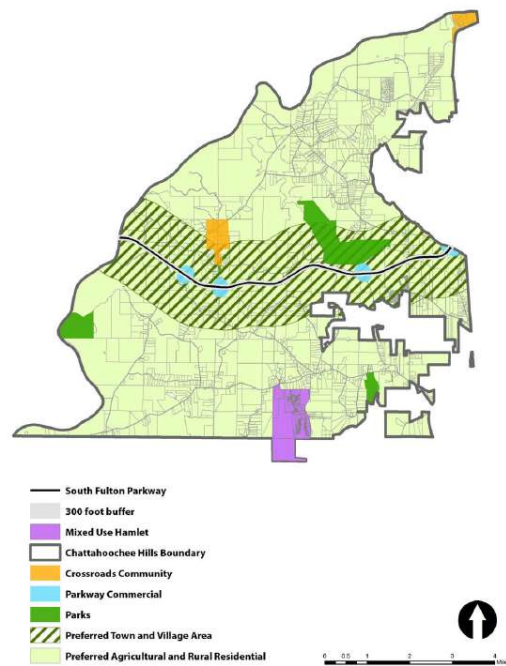 South Fulton Parkway
300 foot buffer
Mixed Use Hamlet
Chattahoochee Hills Boundary
Crossroads Community
Parkway Commercial
Parks
Preferred Town and Village Area
Preferred Agricultural and Rural Residential
0 0.5 1 2 3 4